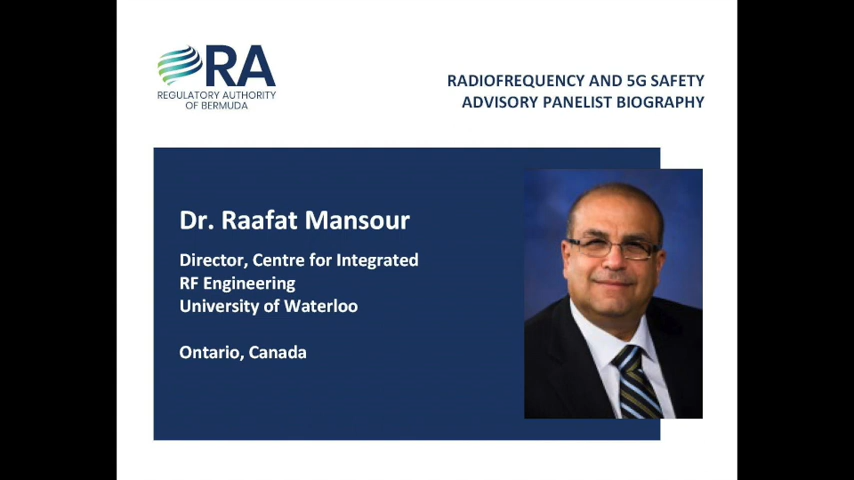 RA
REGULATORY AUTHORITY
OF BERMUDA
RADIOFREQUENCY AND 5G SAFETY
ADVISORY PANELIST BIOGRAPHY
Dr. Raafat Mansour
Director, Centre for Integrated
RF Engineering
University of Waterloo
Ontario, Canada